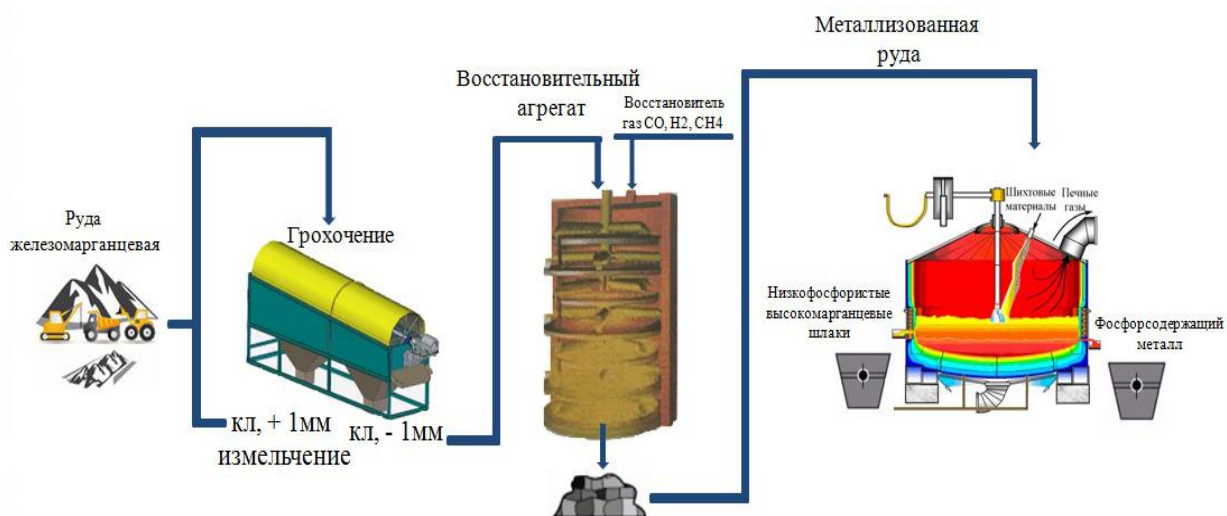 Руда
железомарганцевая
Грохочение
кл, + 1мм
измельчение
кл, - 1мм
Восстановительный
агрегат
Восстановитель
газ CO, H2, CH4
Металлизованная
руда
Шихтовые
материалы
Печные
газы
Низкофосфористые
высокомарганцевые
шлаки
Фосфорсодержащий
металл